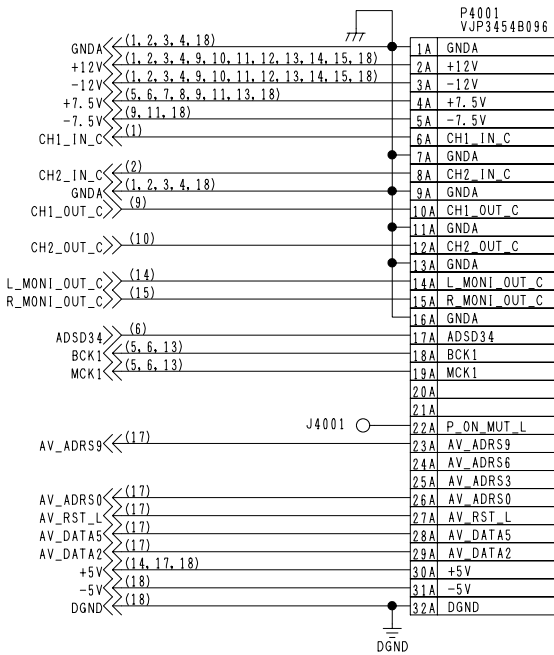 P4001
VJP3454B096
GNDA (1, 2, 3, 4, 18) 1A GNDA
+12V (1, 2, 3, 4, 9, 10, 11, 12, 13, 14, 15, 18) 2A +12V
-12V (1, 2, 3, 4, 9, 10, 11, 12, 13, 14, 15, 18) 3A -12V
+7.5V (5, 6, 7, 8, 9, 11, 13, 18) 4A +7.5V
-7.5V (9, 11, 18) 5A -7.5V
CH1_IN_C (1) 6A CH1_IN_C
7A GNDA
CH2_IN_C (2) 8A CH2_IN_C
GNDA (1, 2, 3, 4, 18) 9A GNDA
CH1_OUT_C (9) 10A CH1_OUT_C
11A GNDA
CH2_OUT_C (10) 12A CH2_OUT_C
13A GNDA
L_MONI_OUT_C (14) 14A L_MONI_OUT_C
R_MONI_OUT_C (15) 15A R_MONI_OUT_C
16A GNDA
ADSD34 (6) 17A ADSD34
BCK1 (5, 6, 13) 18A BCK1
MCK1 (5, 6, 13) 19A MCK1
20A
21A
J4001 22A P_ON_MUT_L
AV_ADRS9 (17) 23A AV_ADRS9
24A AV_ADRS6
25A AV_ADRS3
AV_ADRS0 (17) 26A AV_ADRS0
AV_RST_L (17) 27A AV_RST_L
AV_DATA5 (17) 28A AV_DATA5
AV_DATA2 (17) 29A AV_DATA2
+5V (14, 17, 18) 30A +5V
-5V (18) 31A -5V
DGND (18) 32A DGND
DGND